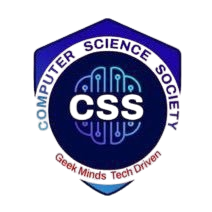 COMPUTER SCIENCE SOCIETY
CSS
Geek Minds Tech Driven